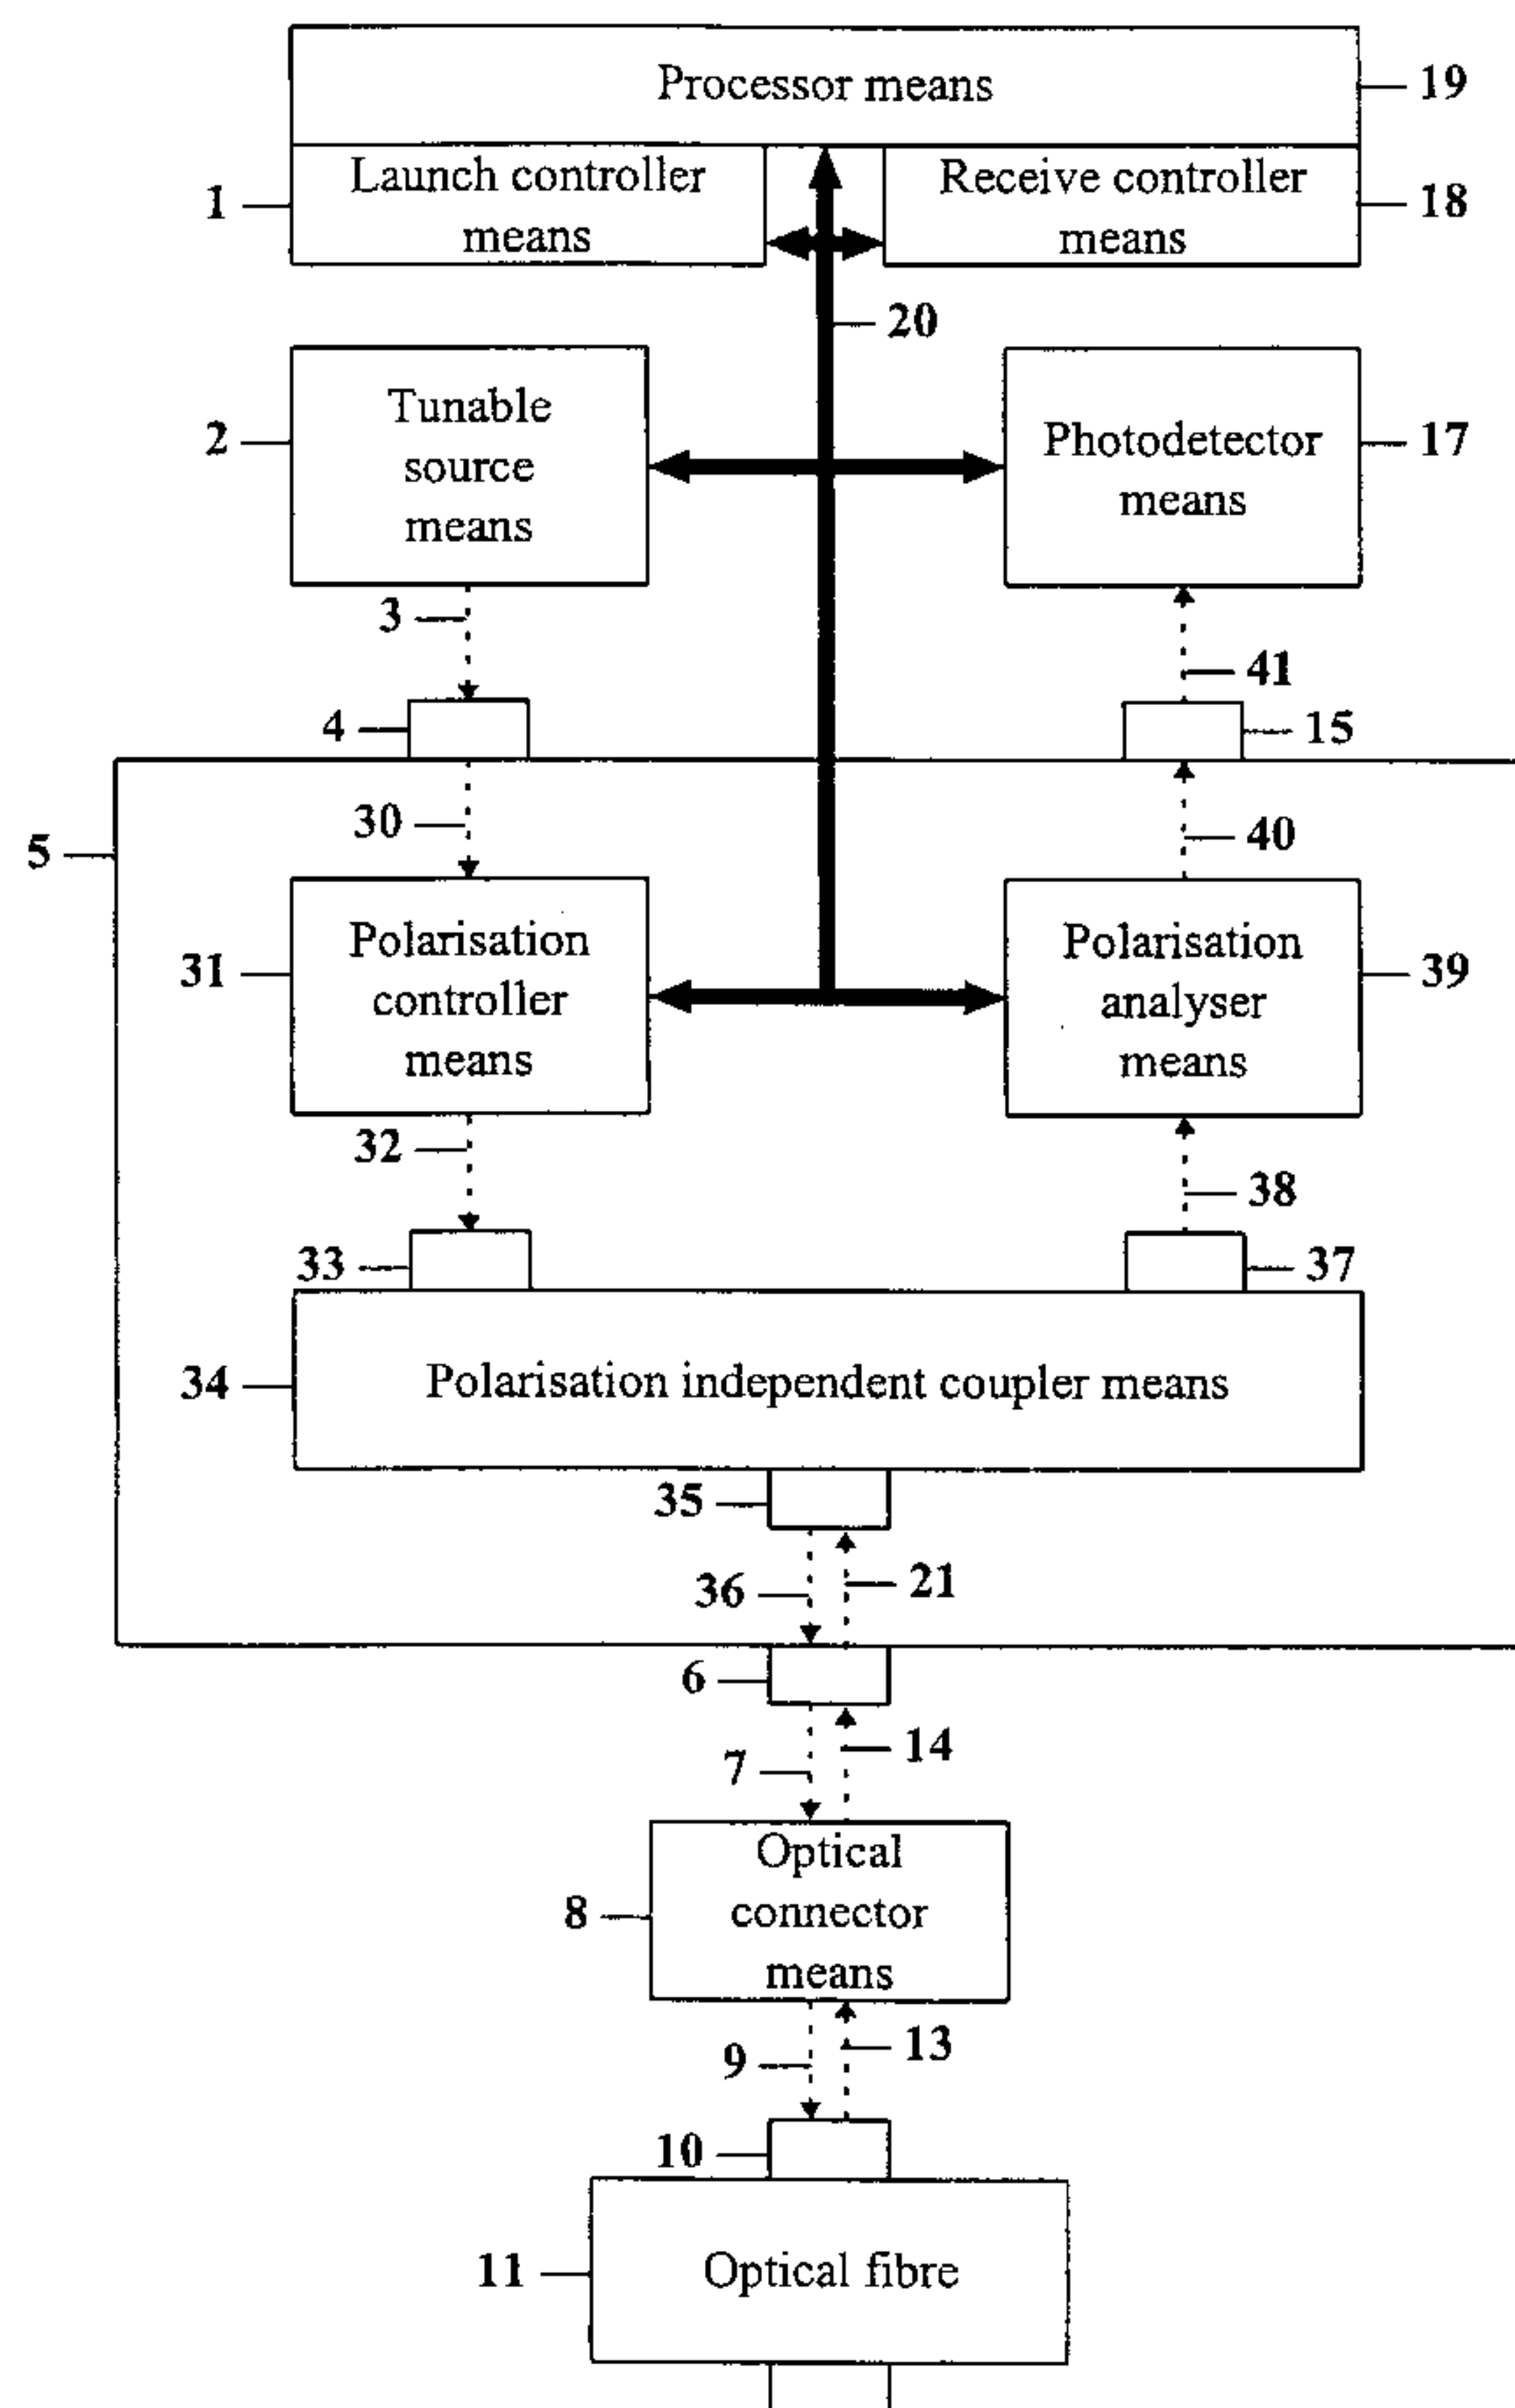 Processor means
19
Launch controller
means
1
Receive controller
means
18
20
Tunable
source
means
2
Photodetector
means
17
3
41
4
15
30
40
5
Polarisation
controller
means
31
Polarisation
analyser
means
39
32
38
33
37
34
Polarisation independent coupler means
35
36
21
6
7
14
Optical
connector
means
8
9
13
10
11
Optical fibre